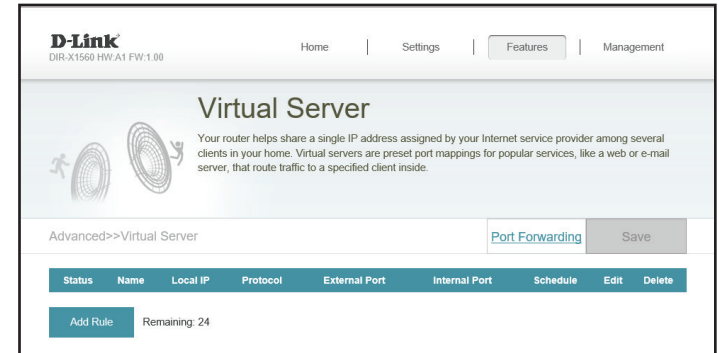 D-Link
DIR-X1560 HW:A1 FW:1.00
Home
Settings
Features
Management
Virtual Server
Your router helps share a single IP address assigned by your Internet service provider among several
clients in your home. Virtual servers are preset port mappings for popular services, like a web or e-mail
server, that route traffic to a specified client inside.
Advanced>>Virtual Server
Port Forwarding
Save
Status Name Local IP Protocol External Port Internal Port Schedule Edit Delete
Add Rule
Remaining: 24